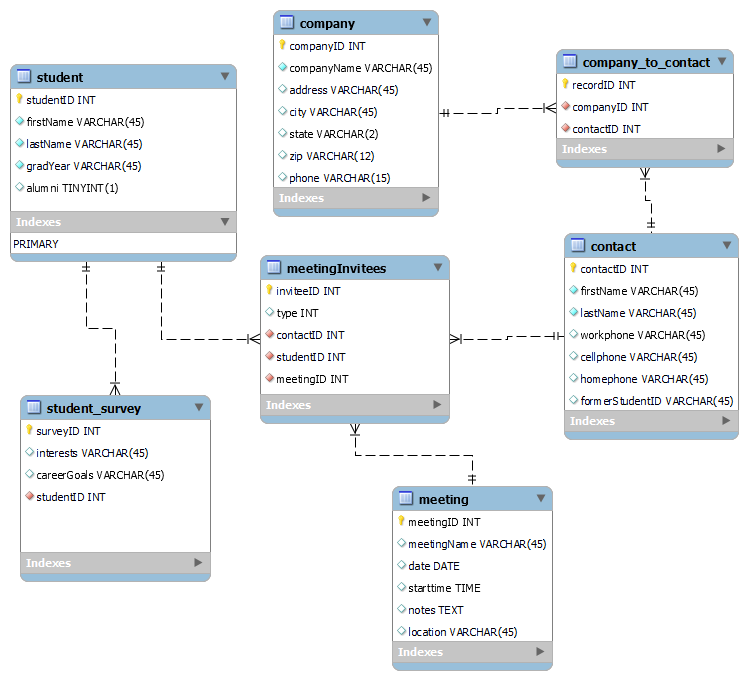 company
companyID INT
companyName VARCHAR(45)
address VARCHAR(45)
city VARCHAR(45)
state VARCHAR(2)
zip VARCHAR(12)
phone VARCHAR(15)
Indexes
company_to_contact
recordID INT
companyID INT
contactID INT
Indexes
student
studentID INT
firstName VARCHAR(45)
lastName VARCHAR(45)
gradYear VARCHAR(45)
alumni TINYINT(1)
Indexes
PRIMARY
meetingInvitees
inviteeID INT
type INT
contactID INT
studentID INT
meetingID INT
Indexes
contact
contactID INT
firstName VARCHAR(45)
lastName VARCHAR(45)
workphone VARCHAR(45)
cellphone VARCHAR(45)
homephone VARCHAR(45)
formerStudentID VARCHAR(45)
Indexes
student_survey
surveyID INT
interests VARCHAR(45)
careerGoals VARCHAR(45)
studentID INT
Indexes
meeting
meetingID INT
meetingName VARCHAR(45)
date DATE
starttime TIME
notes TEXT
location VARCHAR(45)
Indexes